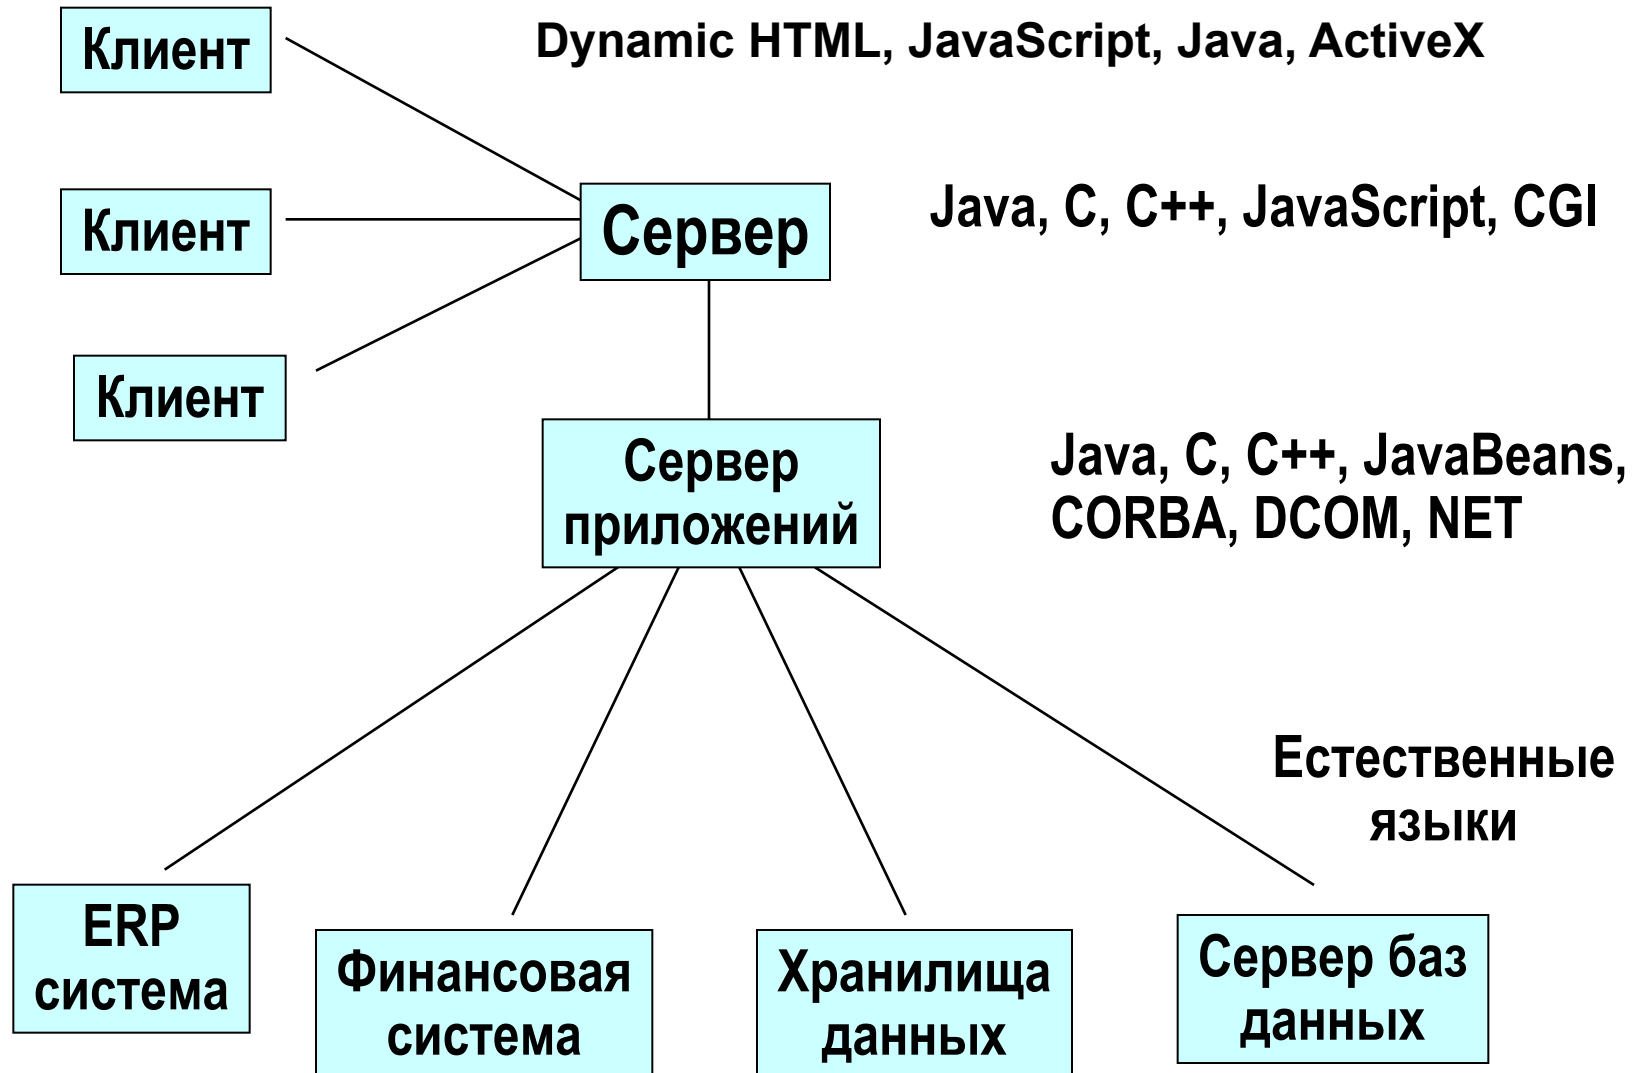 Клиент
Dynamic HTML, JavaScript, Java, ActiveX
Клиент
Сервер
Java, C, C++, JavaScript, CGI
Клиент
Сервер
приложений
Java, C, C++, JavaBeans,
CORBA, DCOM, NET
Естественные
языки
ERP
система
Финансовая
система
Хранилища
данных
Сервер баз
данных